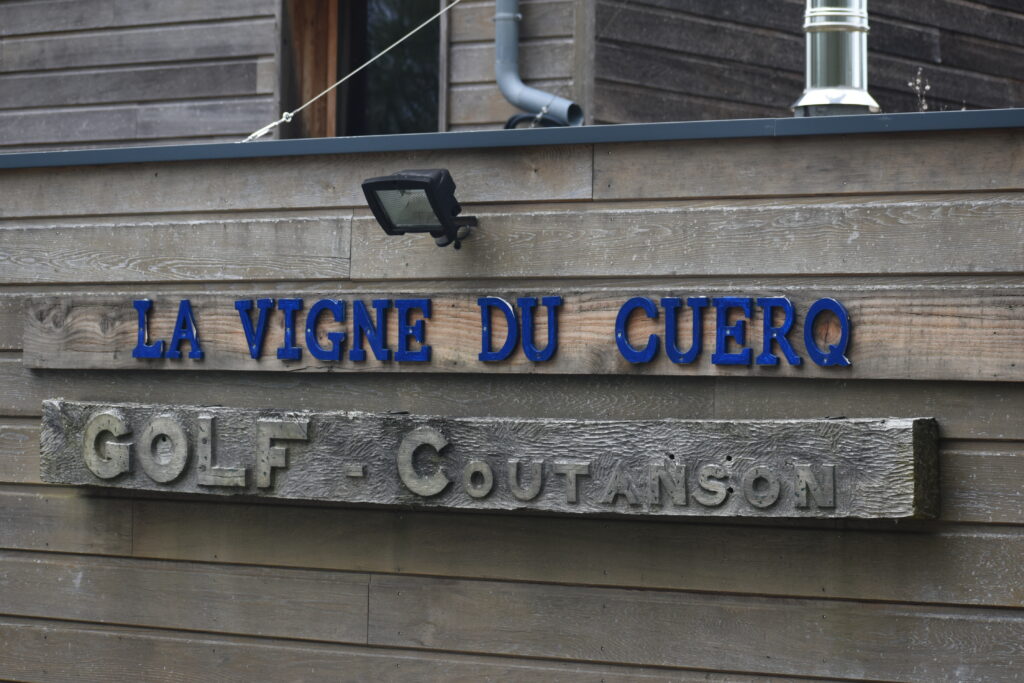 LA VIGNE DU CUERQ
GOLF - COUTANSON